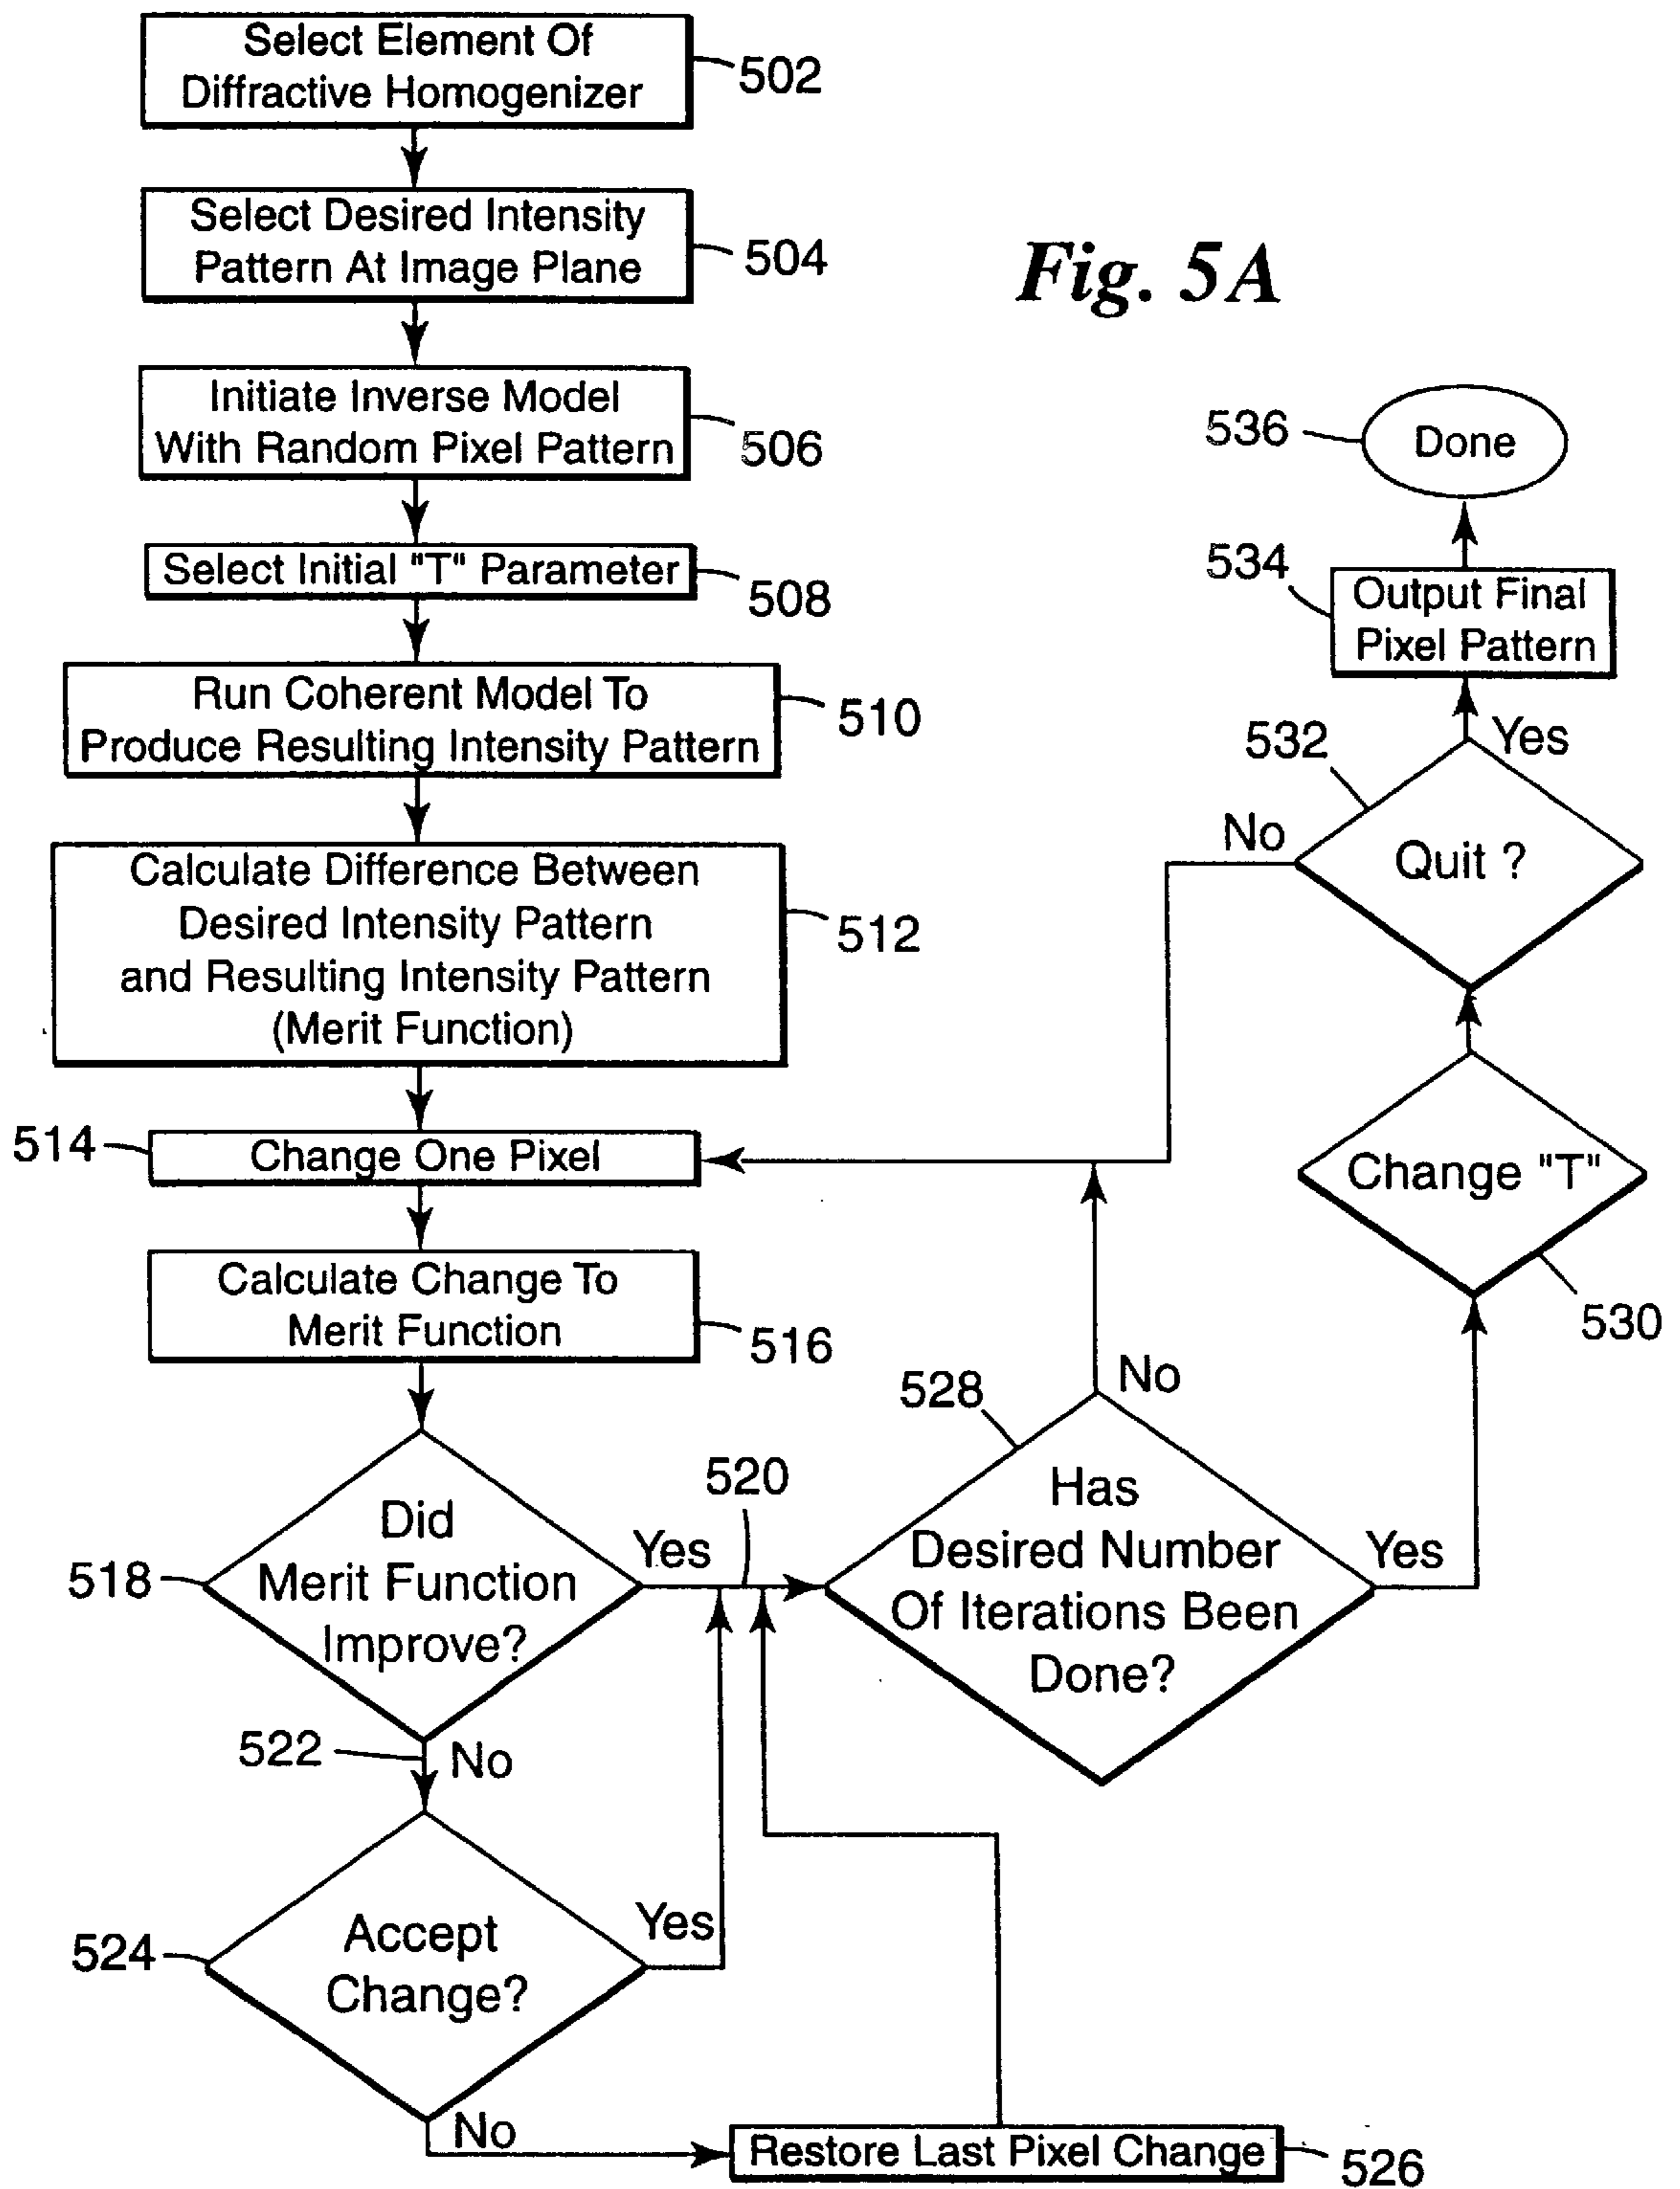 Select Element Of
Diffractive Homogenizer
502
Select Desired Intensity
Pattern At Image Plane
504
Fig. 5A
Initiate Inverse Model
With Random Pixel Pattern
506
Select Initial "T" Parameter
508
Run Coherent Model To
Produce Resulting Intensity Pattern
510
Calculate Difference Between
Desired Intensity Pattern
and Resulting Intensity Pattern
(Merit Function)
512
514
Change One Pixel
Calculate Change To
Merit Function
516
518
Did
Merit Function
Improve?
Yes
520
522
No
524
Accept
Change?
Yes
No
Restore Last Pixel Change
526
528
Has
Desired Number
Of Iterations Been
Done?
No
Yes
Change "T"
530
532
Quit ?
No
Yes
534
Output Final
Pixel Pattern
536
Done